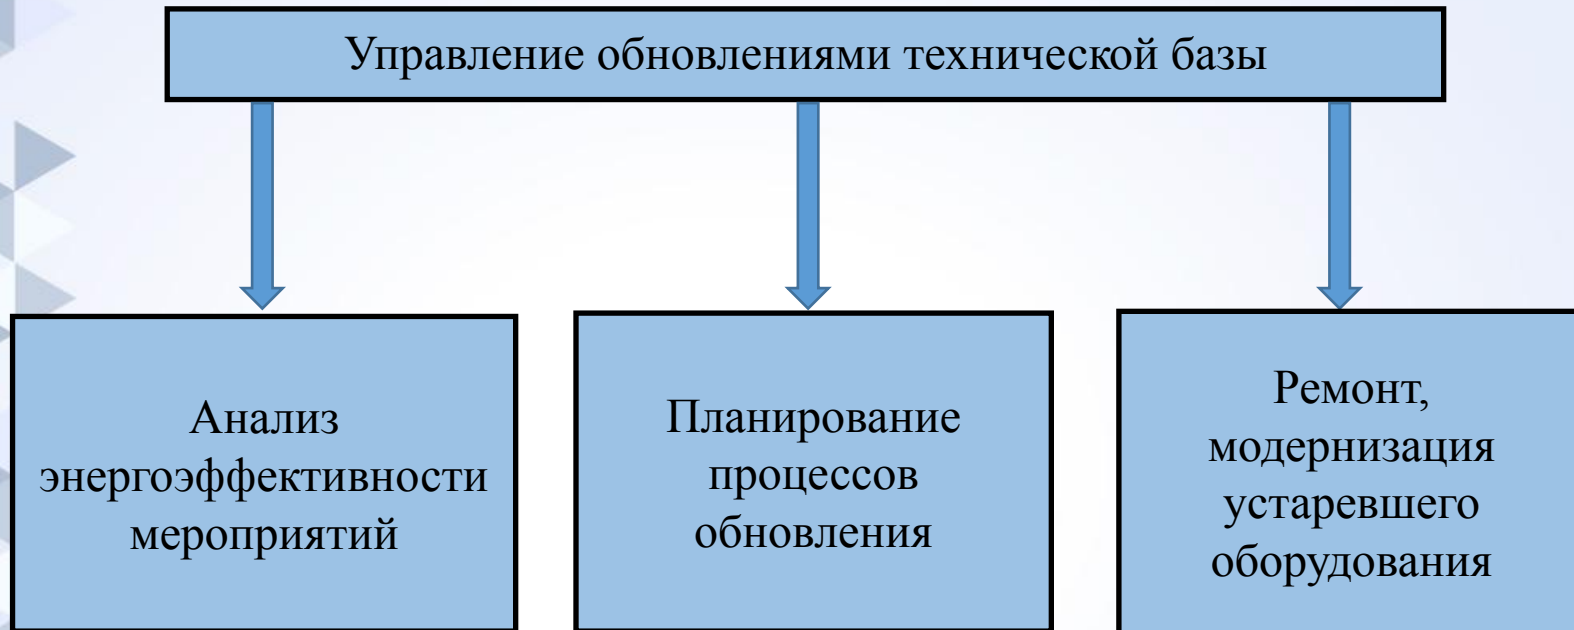 Управление обновлениями технической базы
Анализ
энергоэффективности
мероприятий
Планирование
процессов
обновления
Ремонт,
модернизация
устаревшего
оборудования